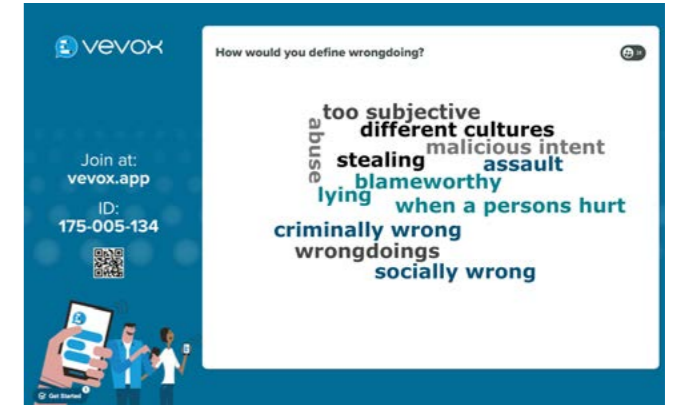 vevox
Join at:
vevox.app
ID:
175-005-134
Get Started
How would you define wrongdoing?
too subjective
different cultures
abuse
malicious intent
stealing
assault
blameworthy
lying
when a persons hurt
criminally wrong
wrongdoings
socially wrong